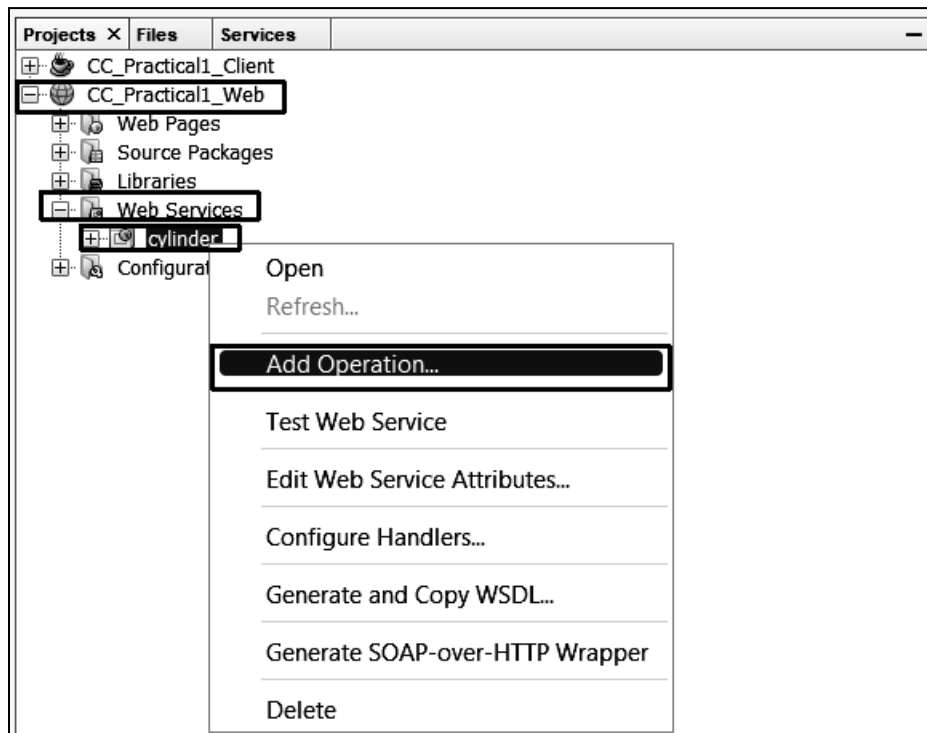 Projects × Files Services
CC_Practical1_Client
CC_Practical1_Web
Web Pages
Source Packages
Libraries
Web Services
cylinder
Configurat
Open
Refresh...
Add Operation...
Test Web Service
Edit Web Service Attributes...
Configure Handlers...
Generate and Copy WSDL...
Generate SOAP-over-HTTP Wrapper
Delete